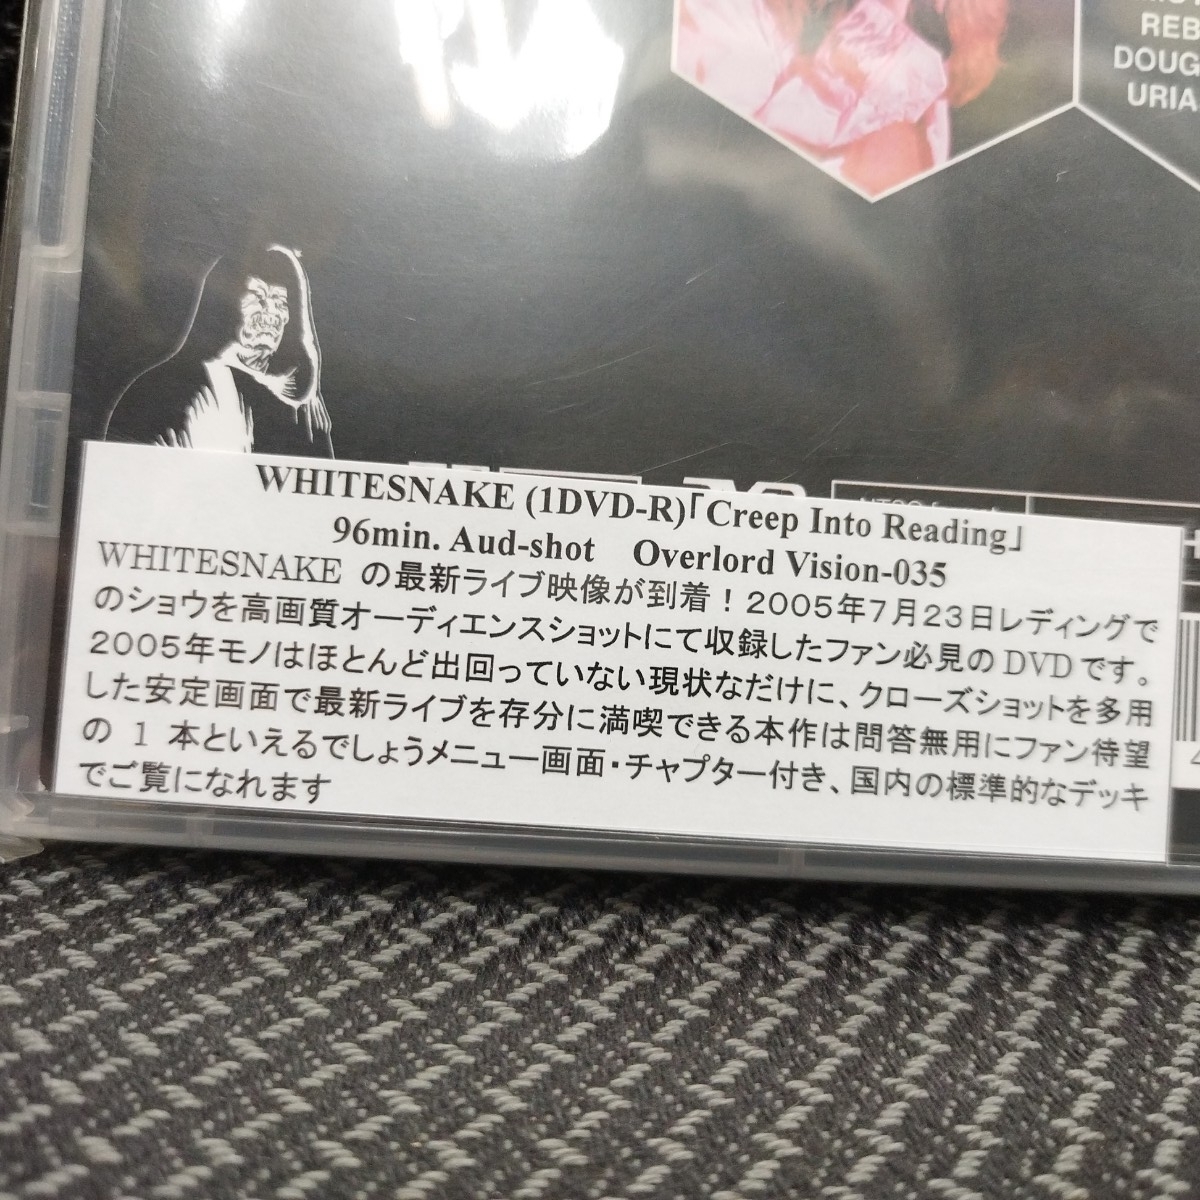 REB
DOUG
URIA
WHITESNAKE (1DVD-R)「Creep Into Reading」
96min. Aud-shot Overlord Vision-035
WHITESNAKE の最新ライブ映像が到着！2005年7月23日レディングで
のショウを高画質オーディエンスショットにて収録したファン必見のDVDです。
2005年モノはほとんど出回っていない現状なだけに、クローズショットを多用
した安定画面で最新ライブを存分に満喫できる本作は問答無用にファン待望
の 1 本といえるでしょうメニュー画面・チャプター付き、国内の標準的なデッキ
でご覧になれます